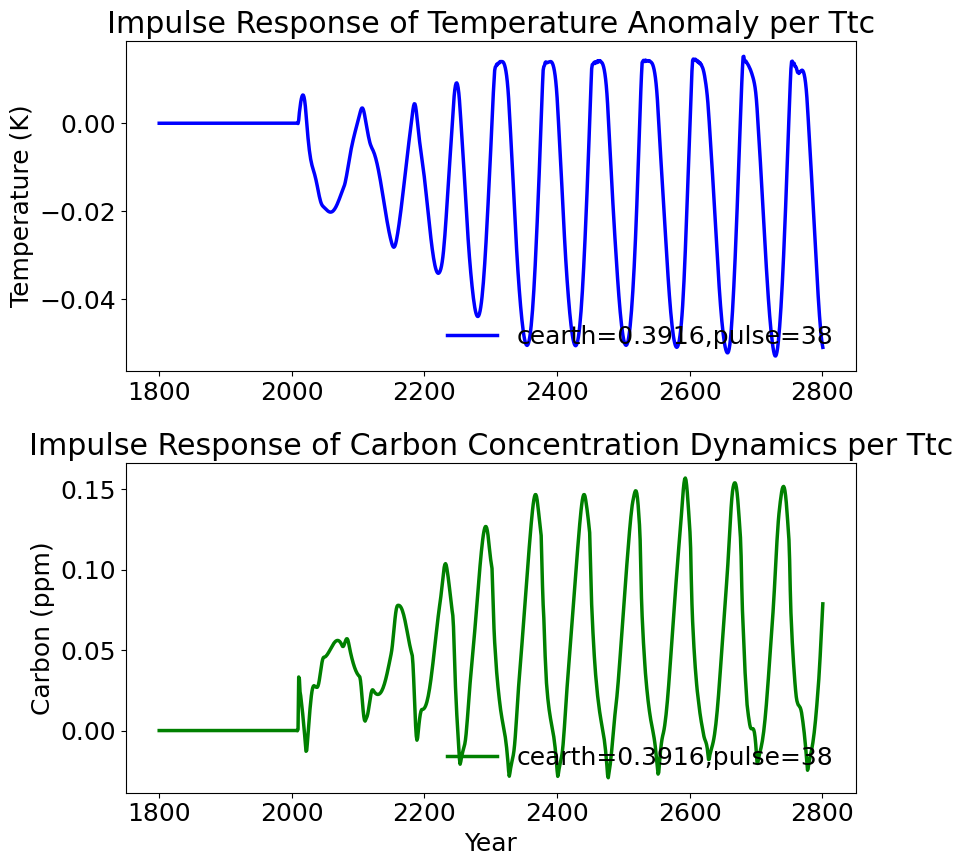 Impulse Response of Temperature Anomaly per Ttc
Temperature (K)
0.00
−0.02
−0.04
cearth=0.3916,pulse=38
1800 2000 2200 2400 2600 2800
Impulse Response of Carbon Concentration Dynamics per Ttc
Carbon (ppm)
0.15
0.10
0.05
0.00
cearth=0.3916,pulse=38
1800 2000 2200 2400 2600 2800
Year